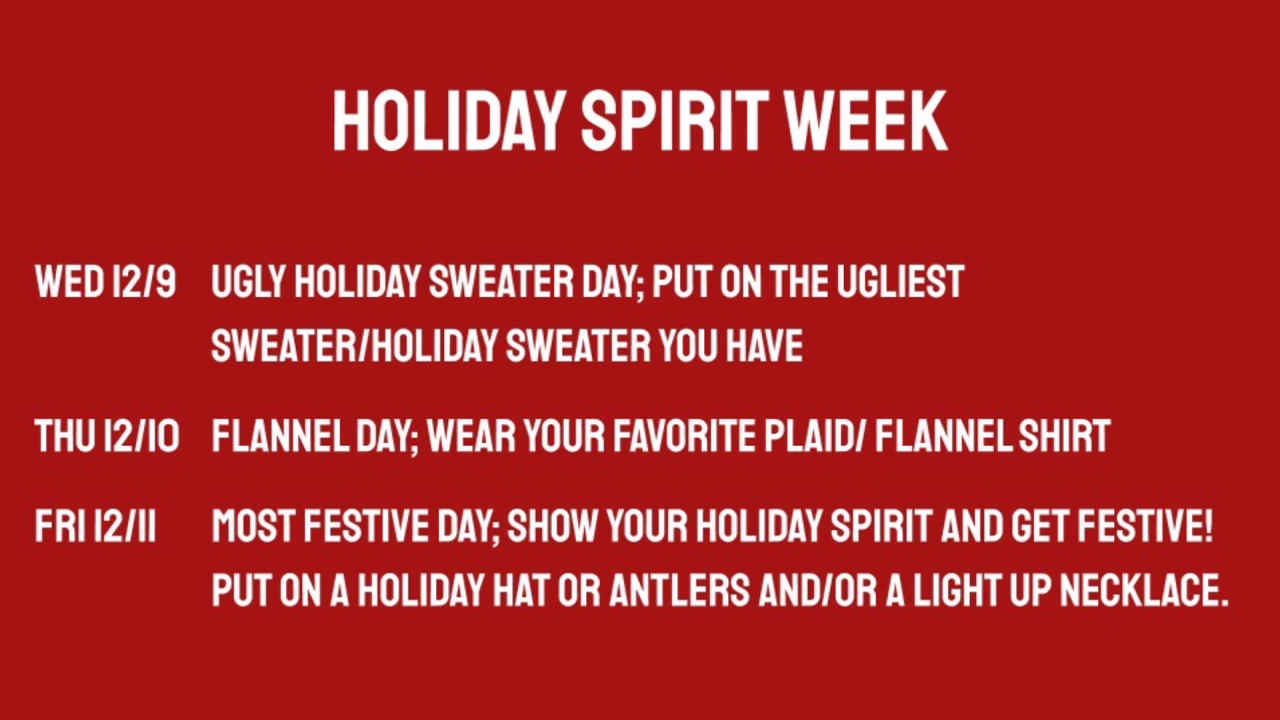 HOLIDAY SPIRIT WEEK
WED 12/9 UGLY HOLIDAY SWEATER DAY; PUT ON THE UGLIEST
SWEATER/HOLIDAY SWEATER YOU HAVE
THU 12/10 FLANNEL DAY; WEAR YOUR FAVORITE PLAID/ FLANNEL SHIRT
FRI 12/11 MOST FESTIVE DAY; SHOW YOUR HOLIDAY SPIRIT AND GET FESTIVE!
PUT ON A HOLIDAY HAT OR ANTLERS AND/OR A LIGHT UP NECKLACE.